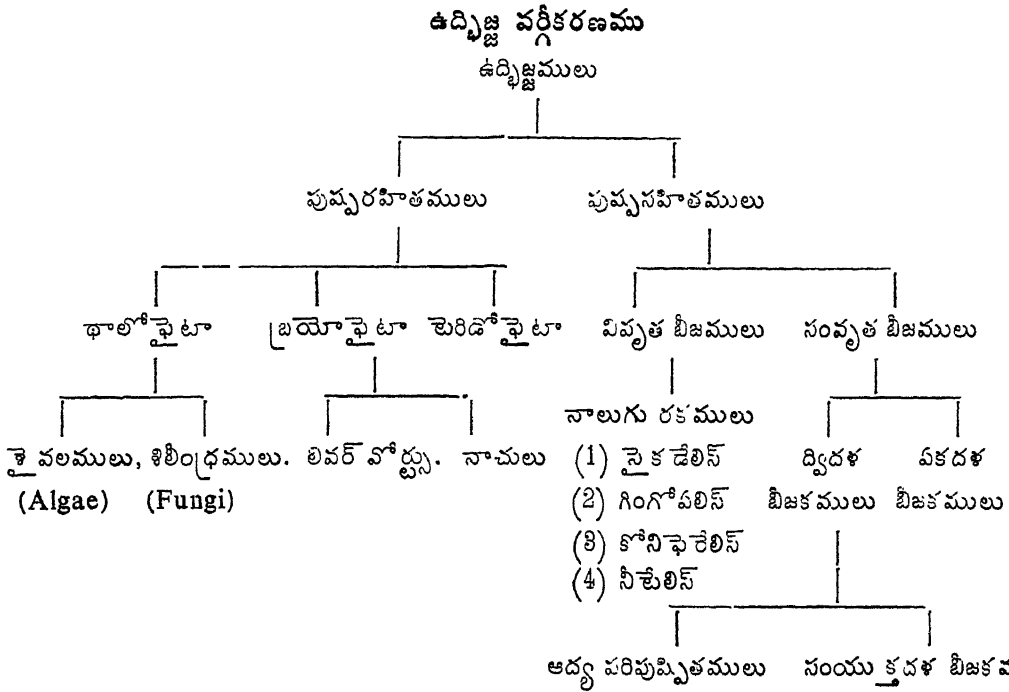 ఉద్భిజ్జ వర్గీకరణము
ఉద్భిజ్జములు
పుష్పరహితములు పుష్పసహితములు
థాలోఫైటా బ్రయోఫైటా టెరిడోఫైటా వివృత బీజములు సంవృత బీజములు
నాలుగు రకములు
శైవలములు, శిలీంధ్రములు. లివర్ వోర్ట్సు. నాచులు (1) సైకడేలిస్ ద్విదళ ఏకదళ
(Algae) (Fungi) (2) గింగోవలిస్ బీజకములు బీజకములు
(3) కోనిఫెరేలిస్
(4) నీటేలిస్
ఆద్య పరిపుష్పితములు సంయుక్తదళ